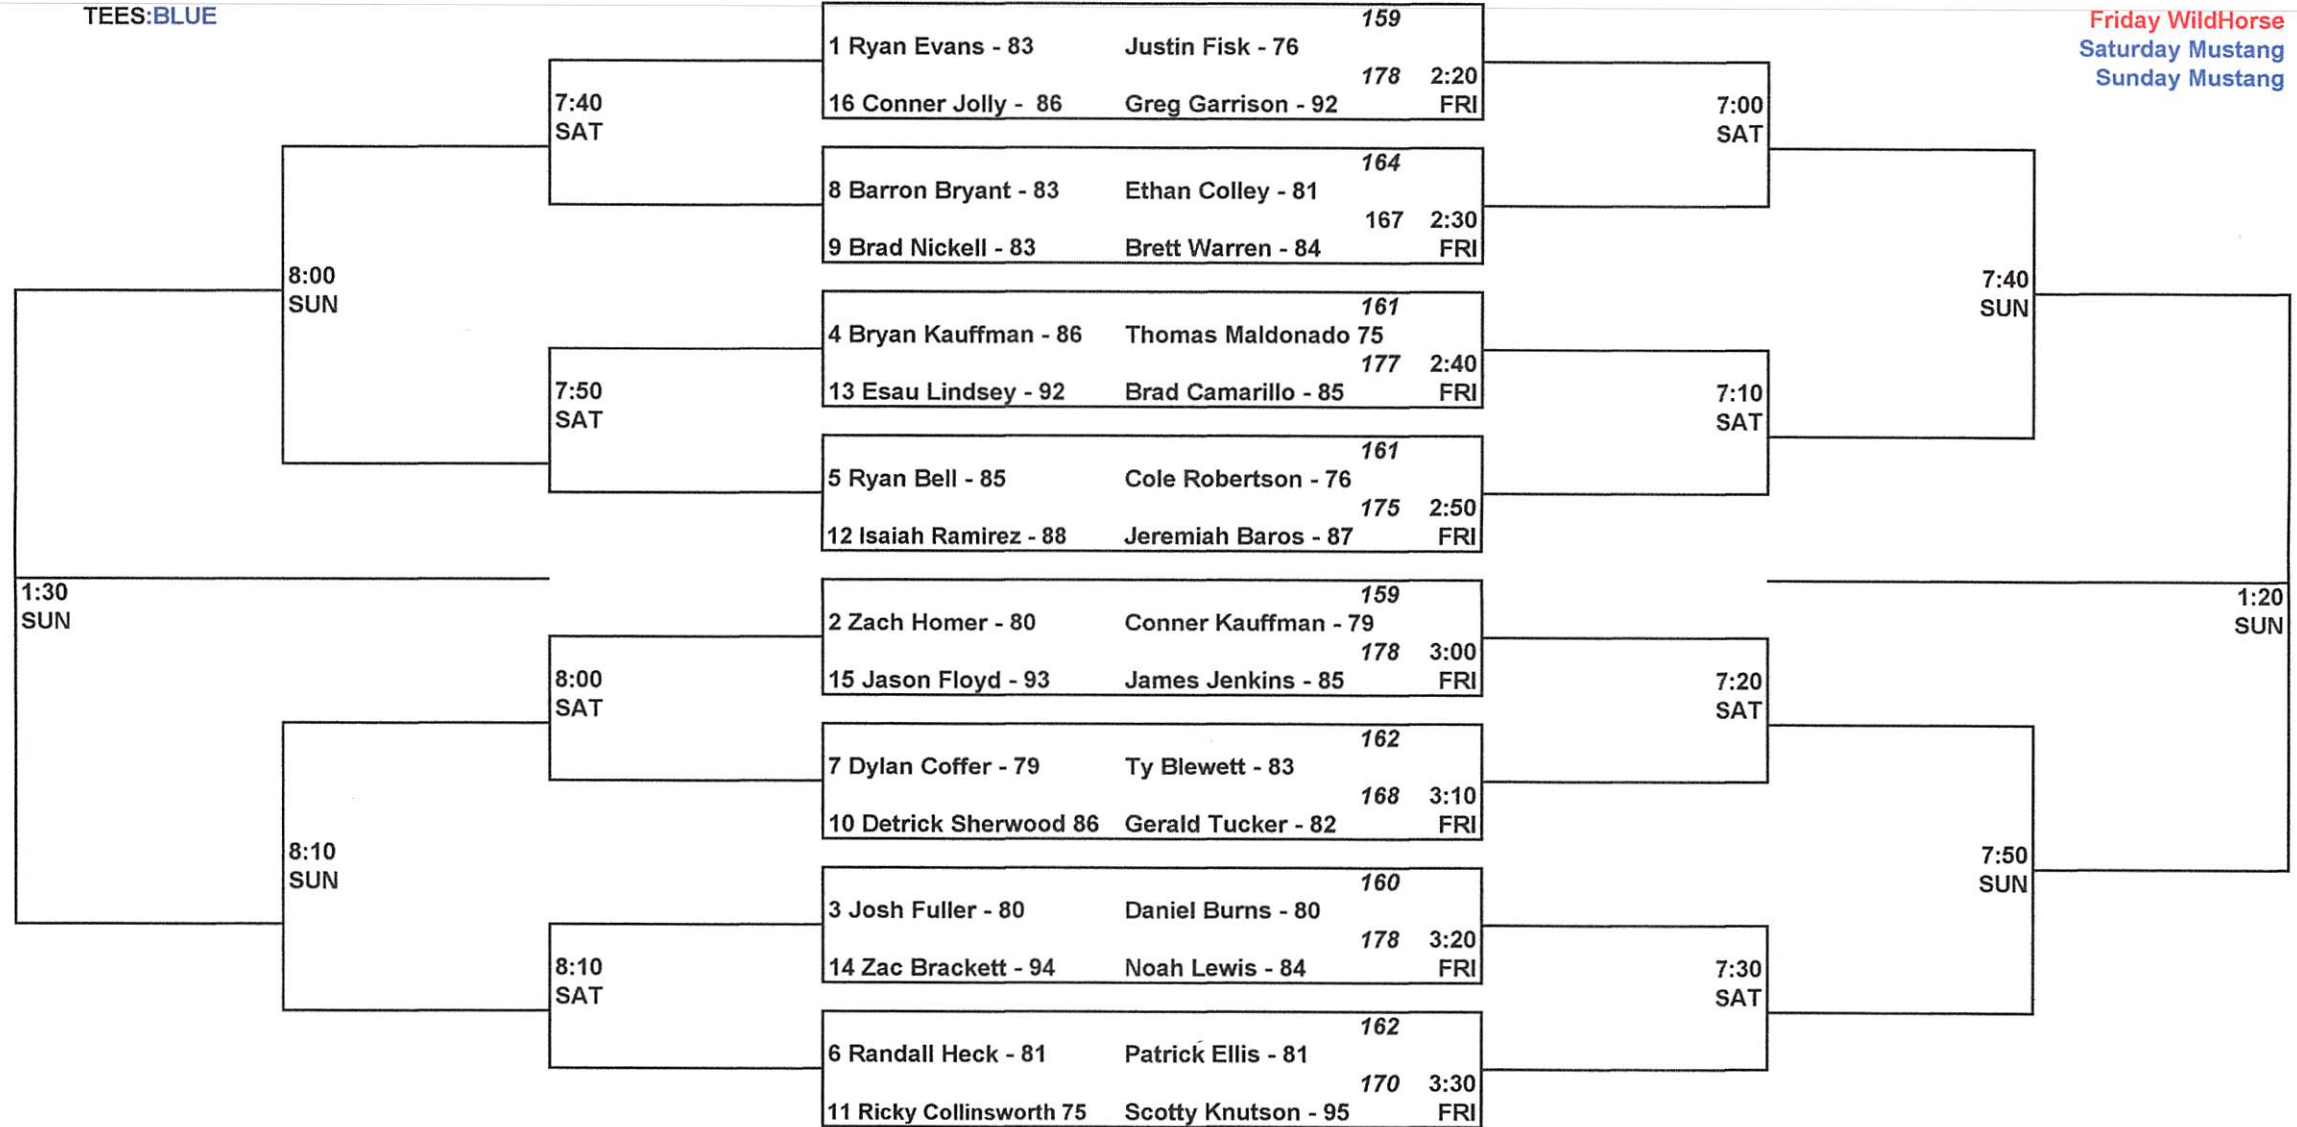 TEES:BLUE
Friday WildHorse
Saturday Mustang
Sunday Mustang
159
1 Ryan Evans - 83 Justin Fisk - 76
178 2:20
16 Conner Jolly - 86 Greg Garrison - 92 FRI
7:40
SAT
7:00
SAT
164
8 Barron Bryant - 83 Ethan Colley - 81
167 2:30
9 Brad Nickell - 83 Brett Warren - 84 FRI
8:00
SUN
7:40
SUN
161
4 Bryan Kauffman - 86 Thomas Maldonado 75
177 2:40
13 Esau Lindsey - 92 Brad Camarillo - 85 FRI
7:50
SAT
7:10
SAT
161
5 Ryan Bell - 85 Cole Robertson - 76
175 2:50
12 Isaiah Ramirez - 88 Jeremiah Baros - 87 FRI
1:30
SUN
1:20
SUN
159
2 Zach Homer - 80 Conner Kauffman - 79
178 3:00
15 Jason Floyd - 93 James Jenkins - 85 FRI
8:00
SAT
7:20
SAT
162
7 Dylan Coffer - 79 Ty Blewett - 83
168 3:10
10 Detrick Sherwood 86 Gerald Tucker - 82 FRI
8:10
SUN
7:50
SUN
160
3 Josh Fuller - 80 Daniel Burns - 80
178 3:20
14 Zac Brackett - 94 Noah Lewis - 84 FRI
8:10
SAT
7:30
SAT
162
6 Randall Heck - 81 Patrick Ellis - 81
170 3:30
11 Ricky Collinsworth 75 Scotty Knutson - 95 FRI